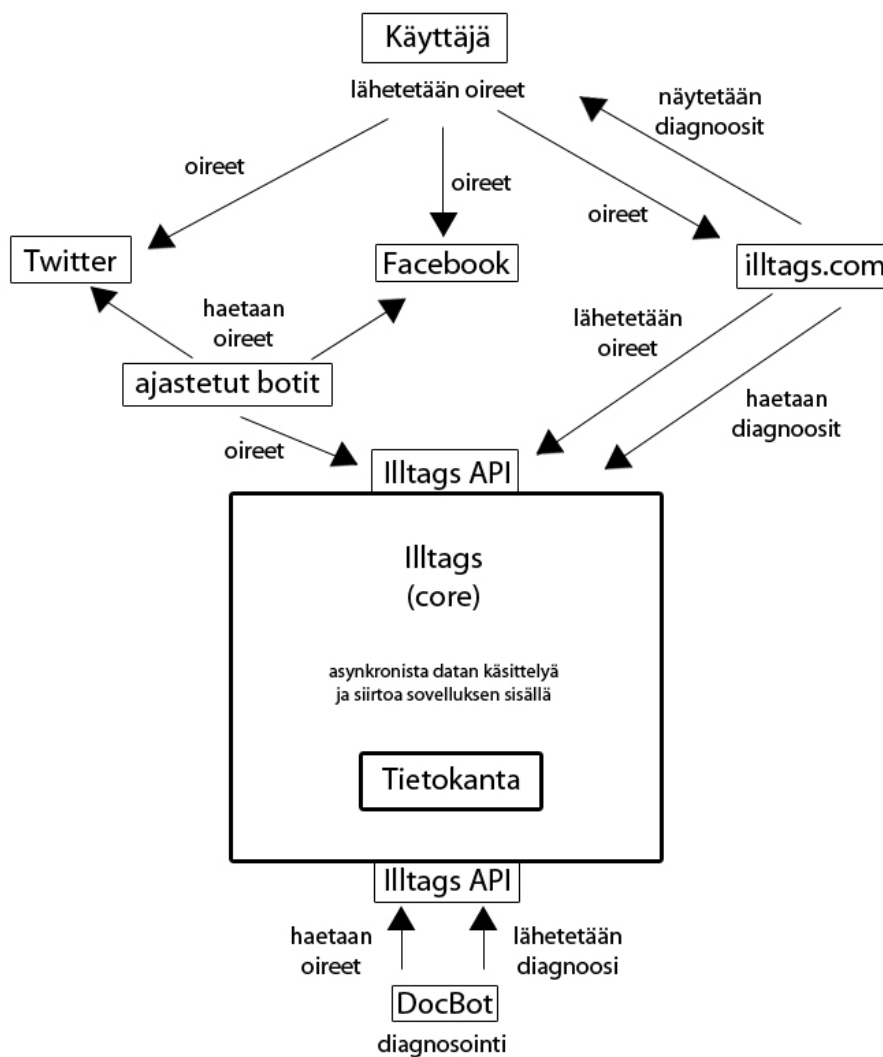 Käyttäjä
lähetetään oireet
näytetään
diagnoosit
oireet
oireet
oireet
Twitter
Facebook
illtags.com
haetaan
oireet
lähetetään
oireet
ajastetut botit
haetaan
diagnoosit
oireet
Illtags API
Illtags
(core)
asynkronista datan käsittelyä
ja siirtoa sovelluksen sisällä
Tietokanta
Illtags API
haetaan
oireet
lähetetään
diagnoosi
DocBot
diagnosointi